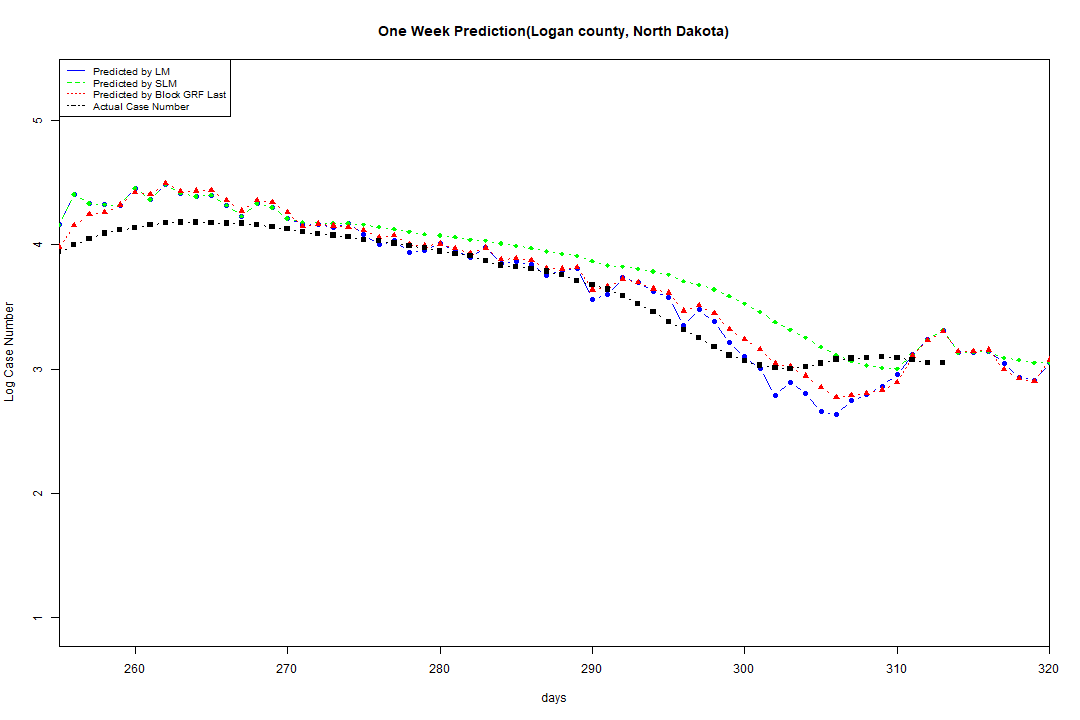 One Week Prediction(Logan county, North Dakota)
Predicted by LM
Predicted by SLM
Predicted by Block GRF Last
Actual Case Number
5
4
3
2
1
Log Case Number
260 270 280 290 300 310 320
days